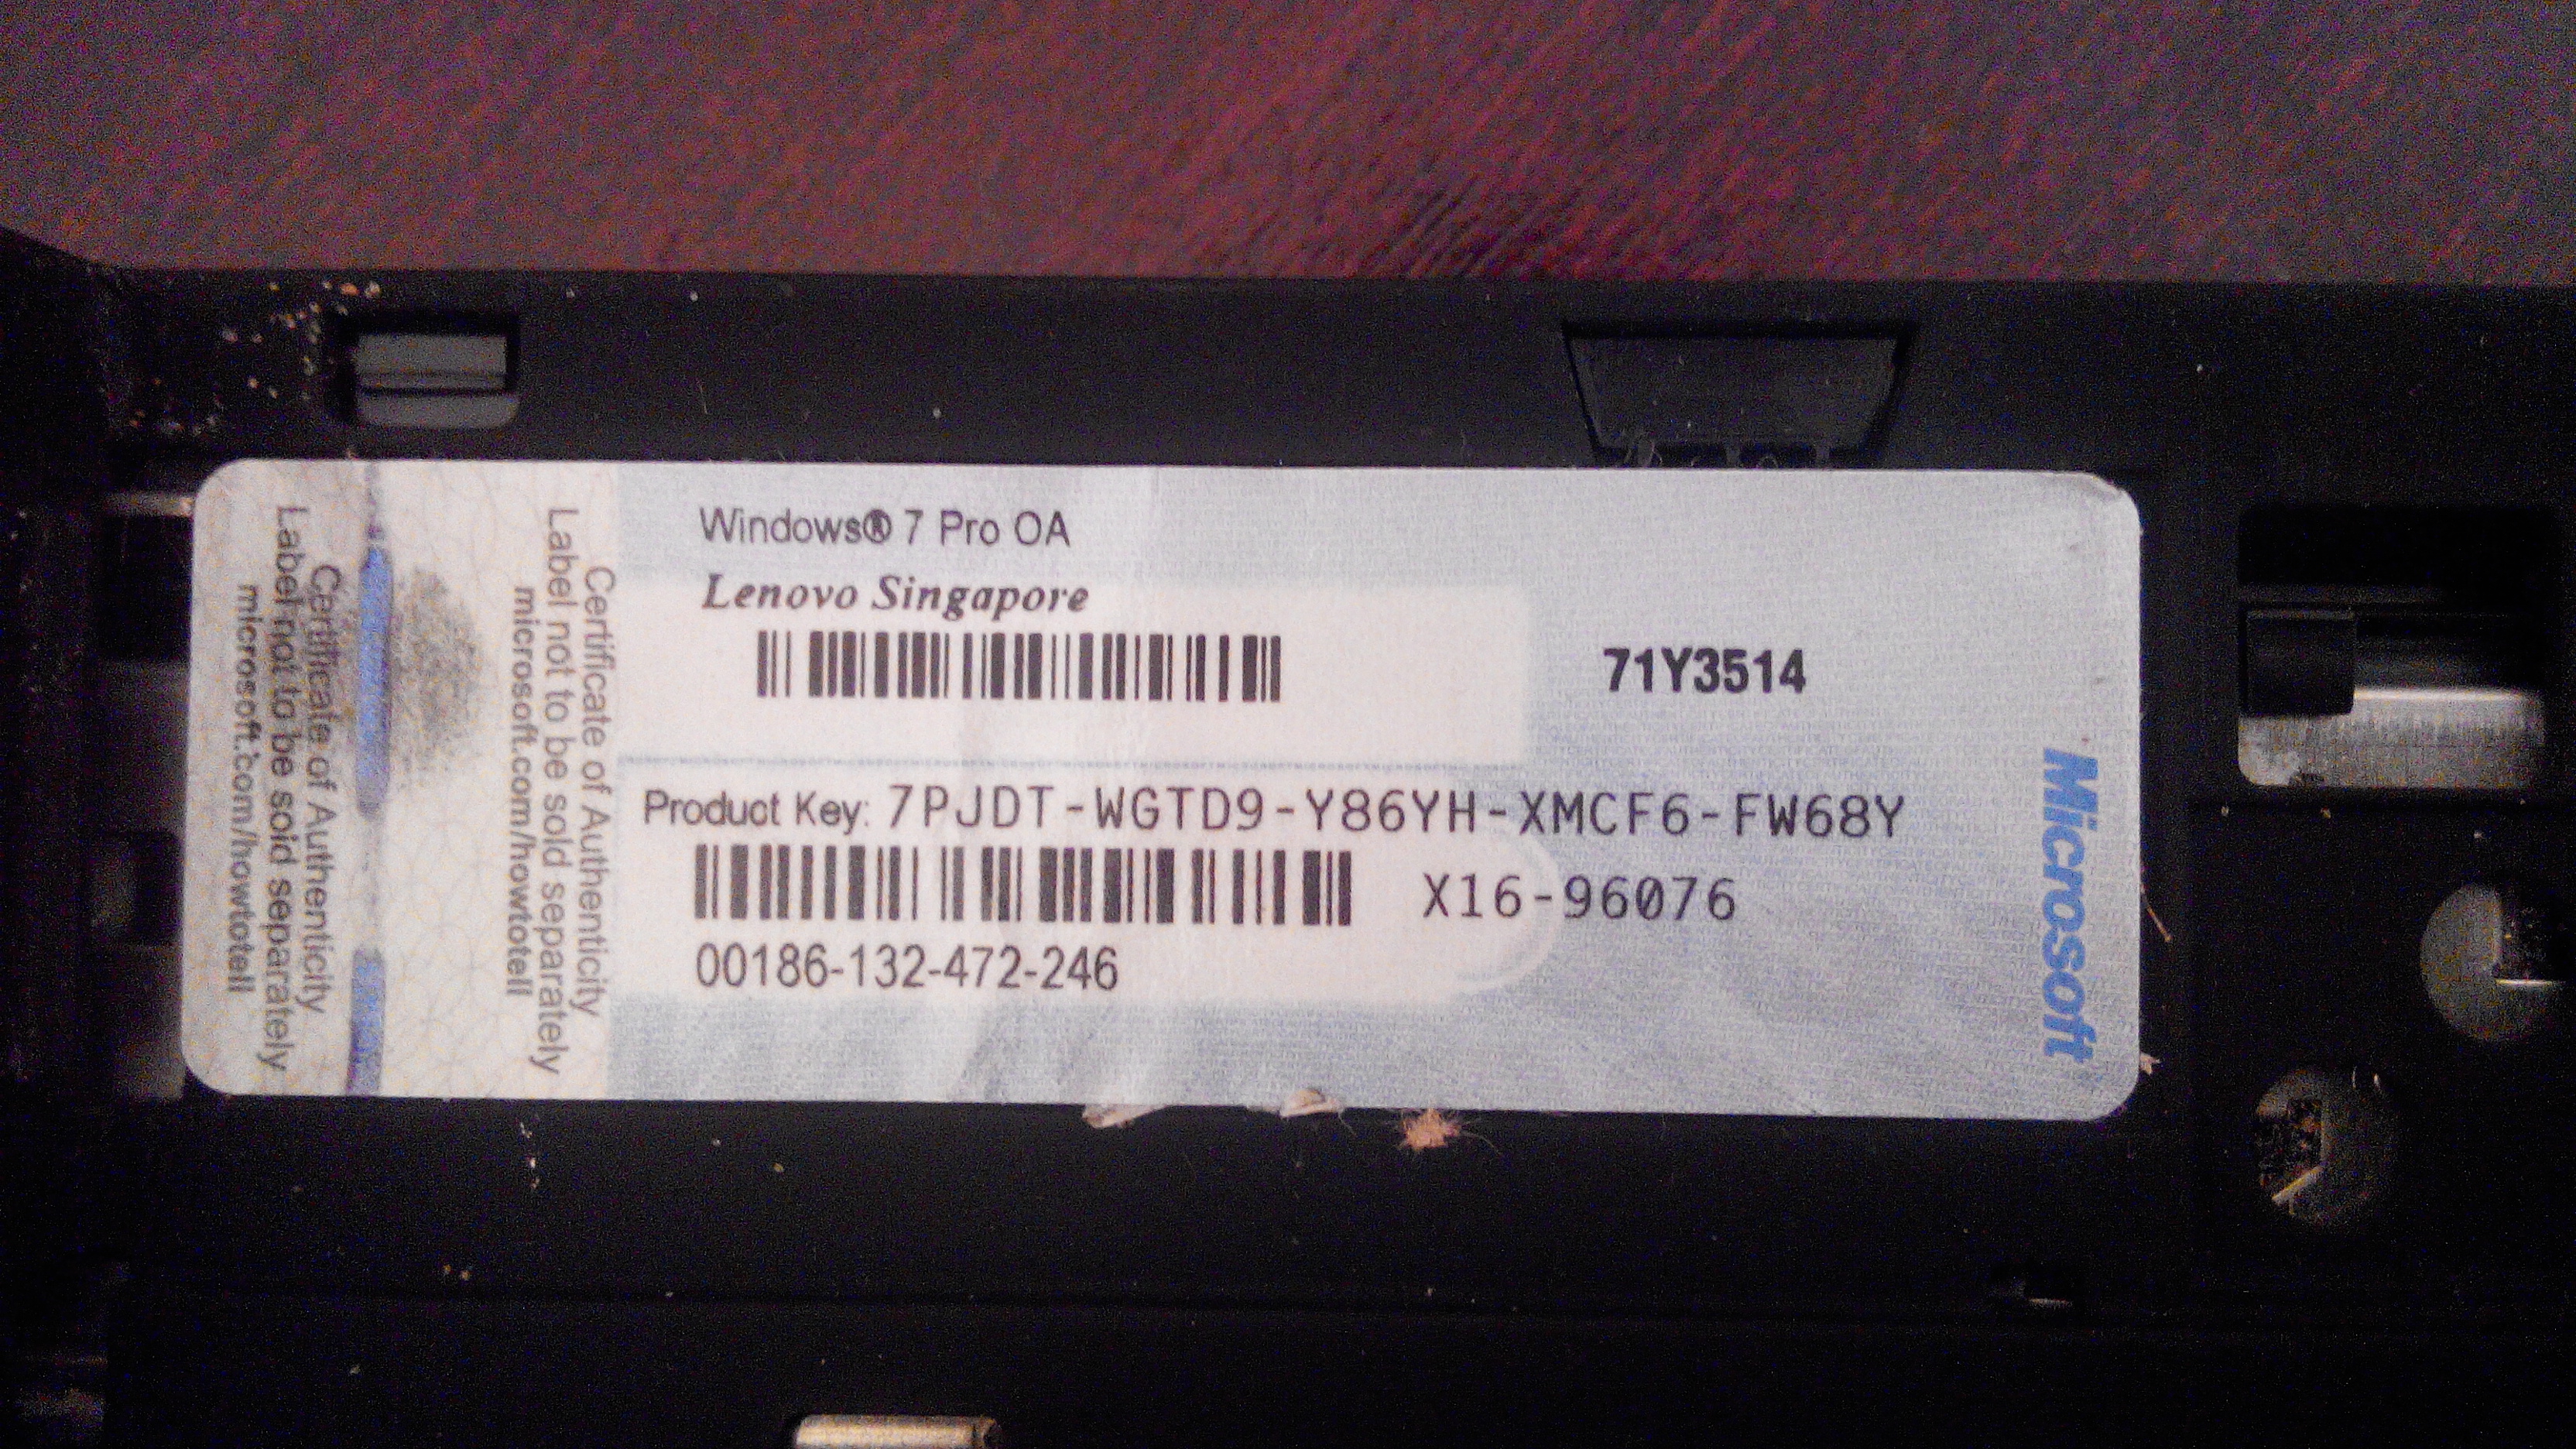 Windows® 7 Pro OA
Lenovo Singapore
71Y3514
Product Key: 7PJDT-WGTD9-Y86YH-XMCF6-FW68Y
X16-96076
00186-132-472-246
Microsoft
Certificate of Authenticity
Label not to be sold separately
microsoft.com/howtotell
Certificate of Authenticity
Label not to be sold separately
microsoft.com/howtotell